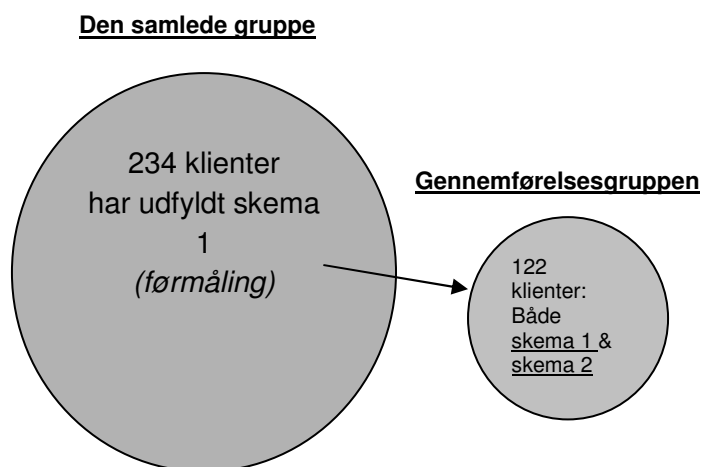 Den samlede gruppe
234 klienter
har udfyldt skema
1
(førmåling)
Gennemførelsesgruppen
122
klienter:
Både
skema 1 &
skema 2